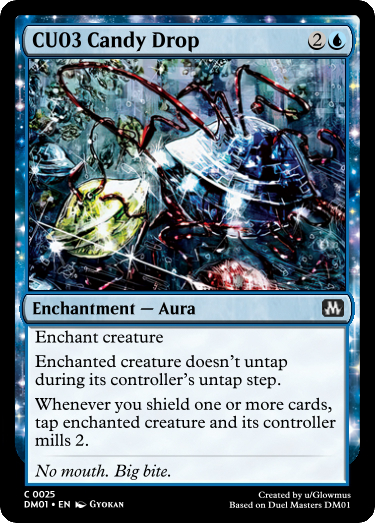 CU03 Candy Drop
2
Enchantment — Aura
Enchant creature
Enchanted creature doesn't untap
during its controller's untap step.
Whenever you shield one or more cards,
tap enchanted creature and its controller
mills 2.
No mouth. Big bite.
C 0025
DM01 • EN Gyokan
Created by u/Glowmus
Based on Duel Masters DM01